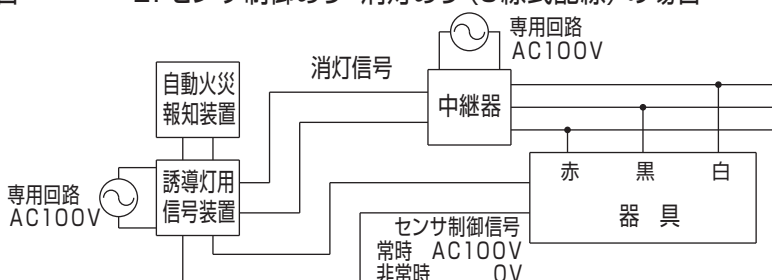 2. センサ制御あり・消灯あり（3線式配線）の場合
専用回路
AC100V
消灯信号
自動火災
報知装置
中継器
赤 黒 白
誘導灯用
信号装置
専用回路
AC100V
器 具
センサ制御信号
常時 AC100V
非常時 0V